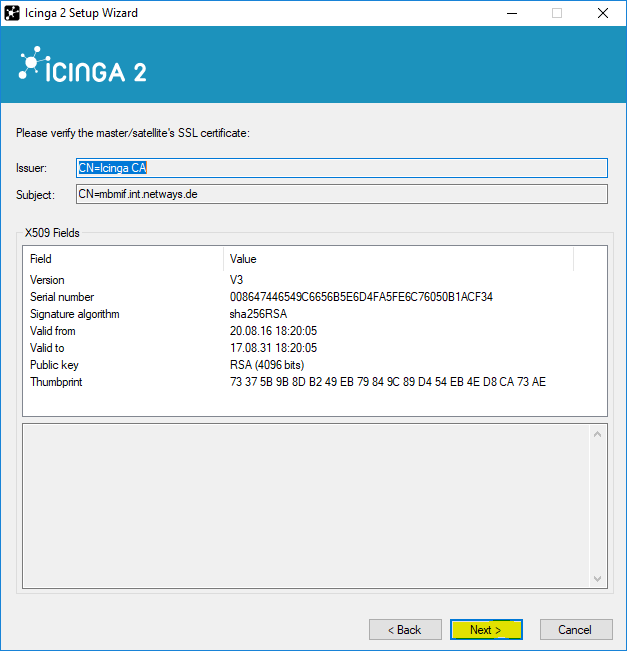 Icinga 2 Setup Wizard
ICINGA 2
Please verify the master/satellite's SSL certificate:
Issuer: CN=Icinga CA
Subject: CN=mbmif.int.netways.de
X509 Fields
Field Value
Version V3
Serial number 008647446549C6656B5E6D4FA5FE6C76050B1ACF34
Signature algorithm sha256RSA
Valid from 20.08.16 18:20:05
Valid to 17.08.31 18:20:05
Public key RSA (4096 bits)
Thumbprint 73 37 5B 9B 8D B2 49 EB 79 84 9C 89 D4 54 EB 4E D8 CA 73 AE
< Back Next > Cancel